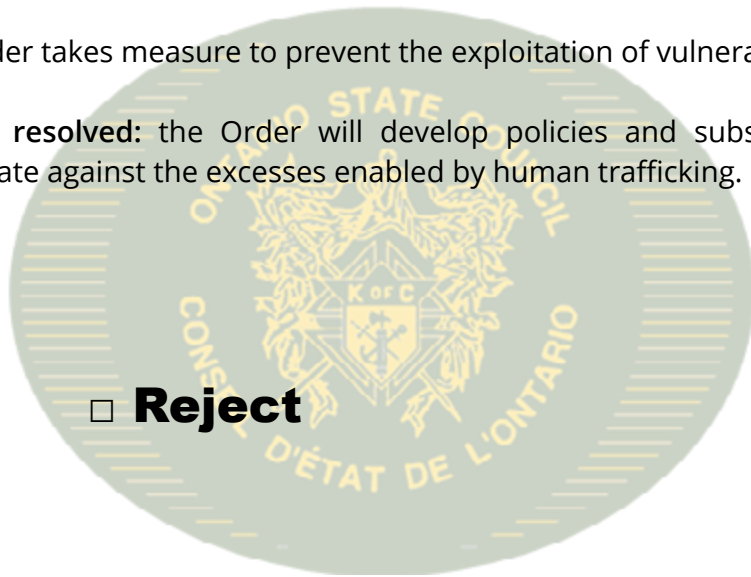 der takes measure to prevent the exploitation of vulnera
resolved: the Order will develop policies and subs
ate against the excesses enabled by human trafficking.
ONTARIO STATE COUNCIL
K OF C
CONSEIL D'ÉTAT DE L'ONTARIO
□ Reject